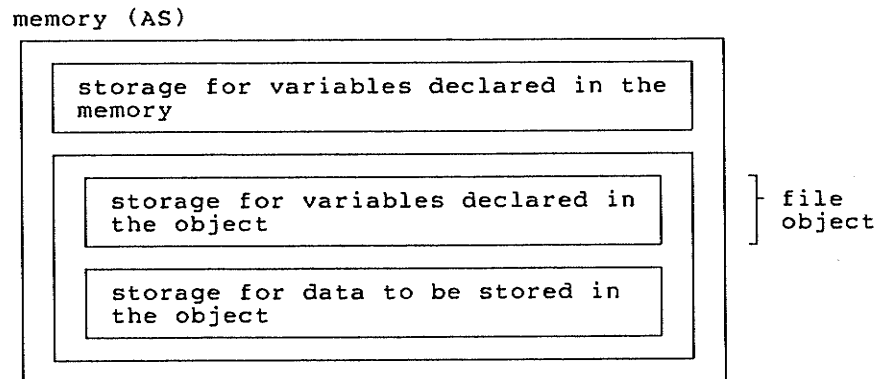 memory (AS)
storage for variables declared in the
memory
storage for variables declared in
the object
file
object
storage for data to be stored in
the object